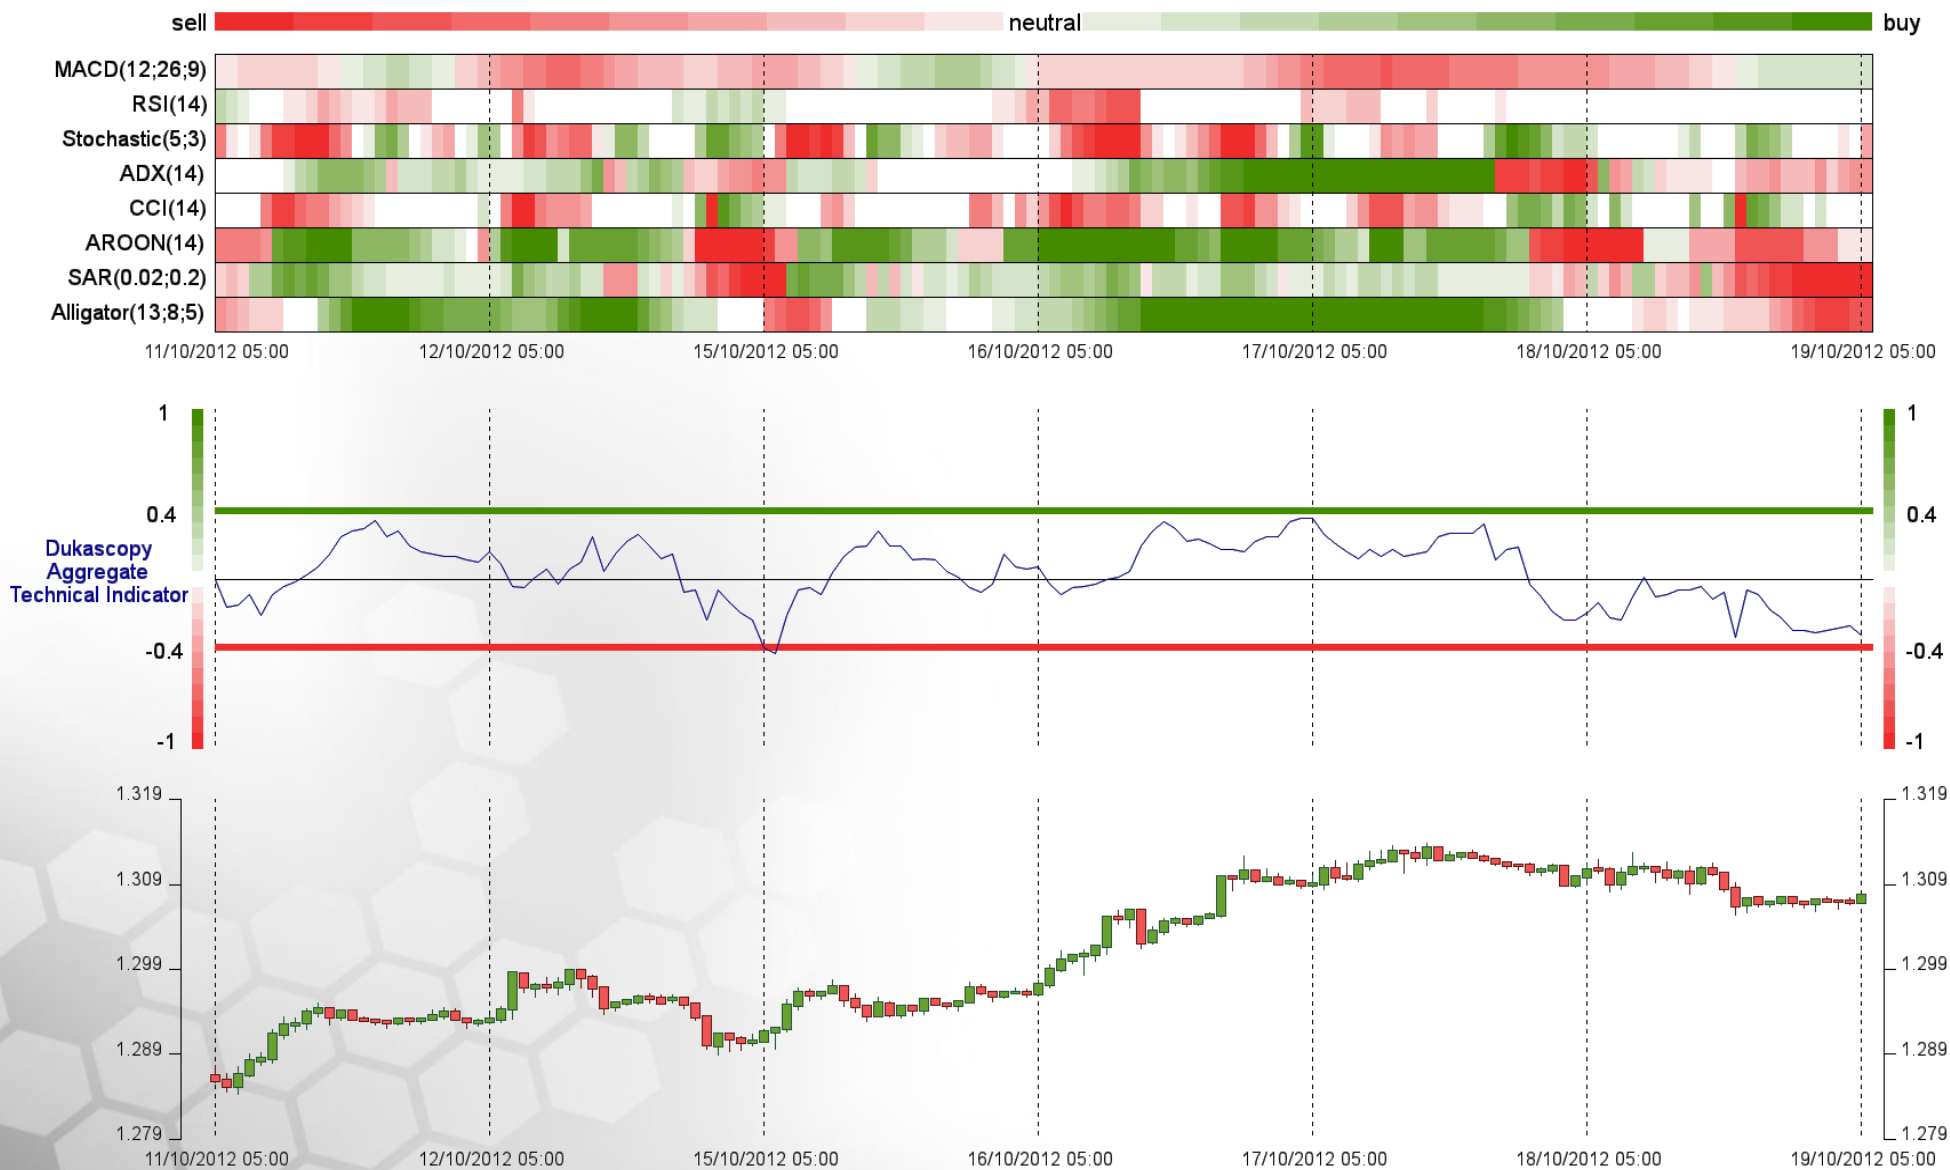 sell neutral buy
MACD(12;26;9)
RSI(14)
Stochastic(5;3)
ADX(14)
CCI(14)
AROON(14)
SAR(0.02;0.2)
Alligator(13;8;5)
11/10/2012 05:00 12/10/2012 05:00 15/10/2012 05:00 16/10/2012 05:00 17/10/2012 05:00 18/10/2012 05:00 19/10/2012 05:00
1 1
0.4 0.4
Dukascopy
Aggregate
Technical Indicator
-0.4 -0.4
-1 -1
1.319 1.319
1.309 1.309
1.299 1.299
1.289 1.289
1.279 1.279
11/10/2012 05:00 12/10/2012 05:00 15/10/2012 05:00 16/10/2012 05:00 17/10/2012 05:00 18/10/2012 05:00 19/10/2012 05:00